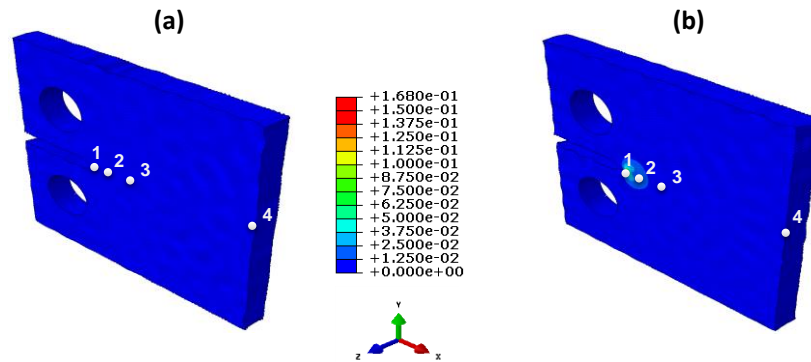 (a)
(b)
1
2
3
4
+1.680e-01
+1.500e-01
+1.375e-01
+1.250e-01
+1.125e-01
+1.000e-01
+8.750e-02
+7.500e-02
+6.250e-02
+5.000e-02
+3.750e-02
+2.500e-02
+1.250e-02
+0.000e+00
Y
Z
X
1
2
3
4